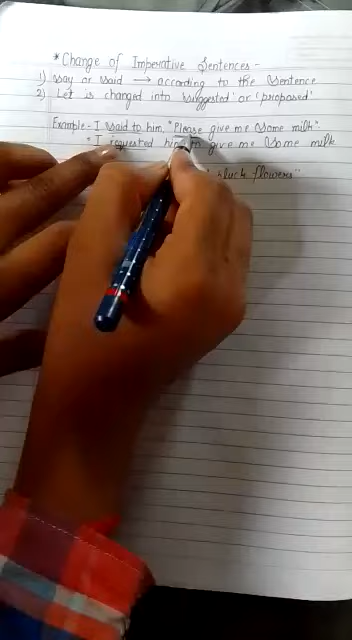 * Change of Imperative Sentences -
1) Say or Said → according to the Sentence
2) Let is changed into 'Suggested' or 'proposed'
Example - I Said to him, "Please give me Some milk".
• I requested him to give me Some milk
pluck flowers"